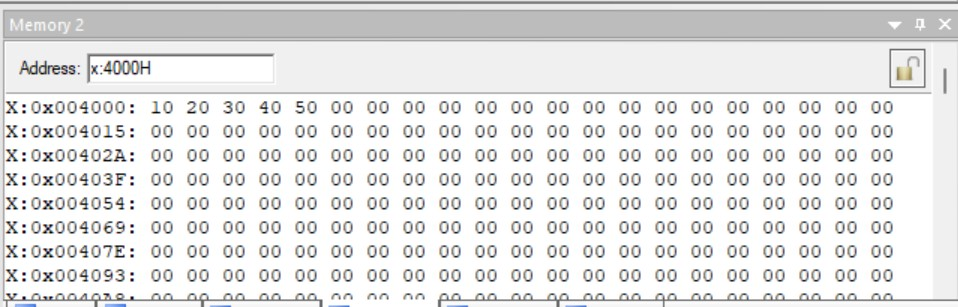 Memory 2
Address: x:4000H
X:0x004000: 10 20 30 40 50 00 00 00 00 00 00 00 00 00 00 00 00 00 00 00 00
X:0x004015: 00 00 00 00 00 00 00 00 00 00 00 00 00 00 00 00 00 00 00 00 00
X:0x00402A: 00 00 00 00 00 00 00 00 00 00 00 00 00 00 00 00 00 00 00 00 00
X:0x00403F: 00 00 00 00 00 00 00 00 00 00 00 00 00 00 00 00 00 00 00 00 00
X:0x004054: 00 00 00 00 00 00 00 00 00 00 00 00 00 00 00 00 00 00 00 00 00
X:0x004069: 00 00 00 00 00 00 00 00 00 00 00 00 00 00 00 00 00 00 00 00 00
X:0x00407E: 00 00 00 00 00 00 00 00 00 00 00 00 00 00 00 00 00 00 00 00 00
X:0x004093: 00 00 00 00 00 00 00 00 00 00 00 00 00 00 00 00 00 00 00 00 00